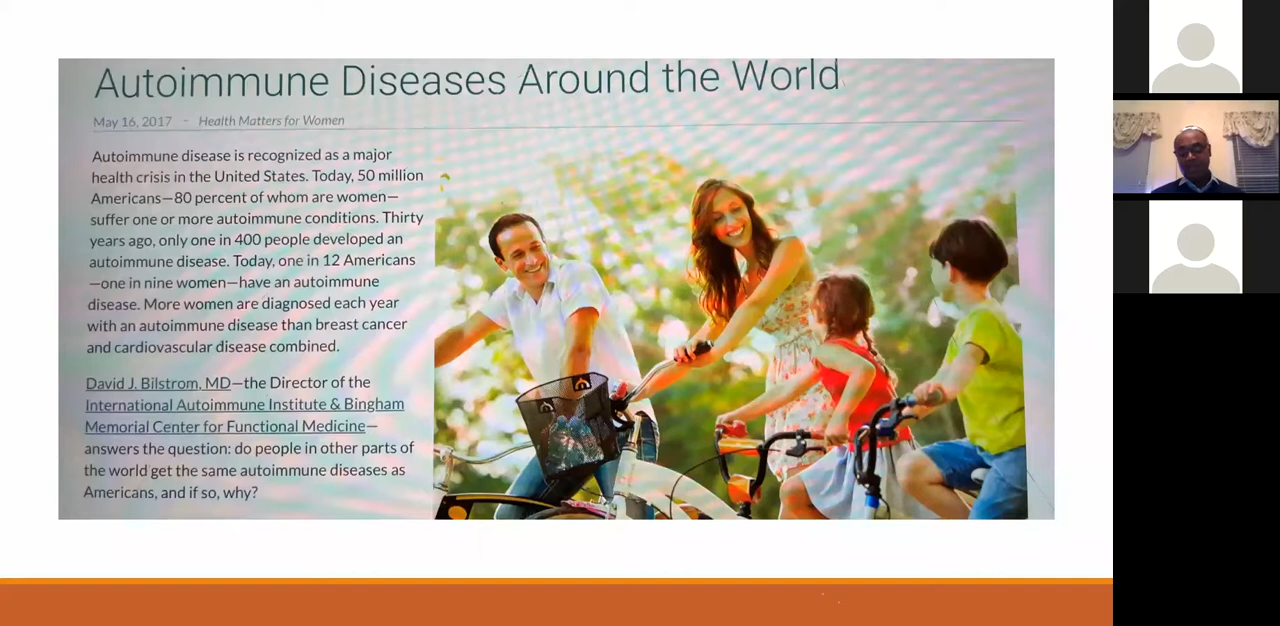 Autoimmune Diseases Around the World
May 16, 2017 - Health Matters for Women
Autoimmune disease is recognized as a major
health crisis in the United States. Today, 50 million
Americans—80 percent of whom are women—
suffer one or more autoimmune conditions. Thirty
years ago, only one in 400 people developed an
autoimmune disease. Today, one in 12 Americans
—one in nine women—have an autoimmune
disease. More women are diagnosed each year
with an autoimmune disease than breast cancer
and cardiovascular disease combined.
David J. Bilstrom, MD—the Director of the
International Autoimmune Institute & Bingham
Memorial Center for Functional Medicine—
answers the question: do people in other parts of
the world get the same autoimmune diseases as
Americans, and if so, why?